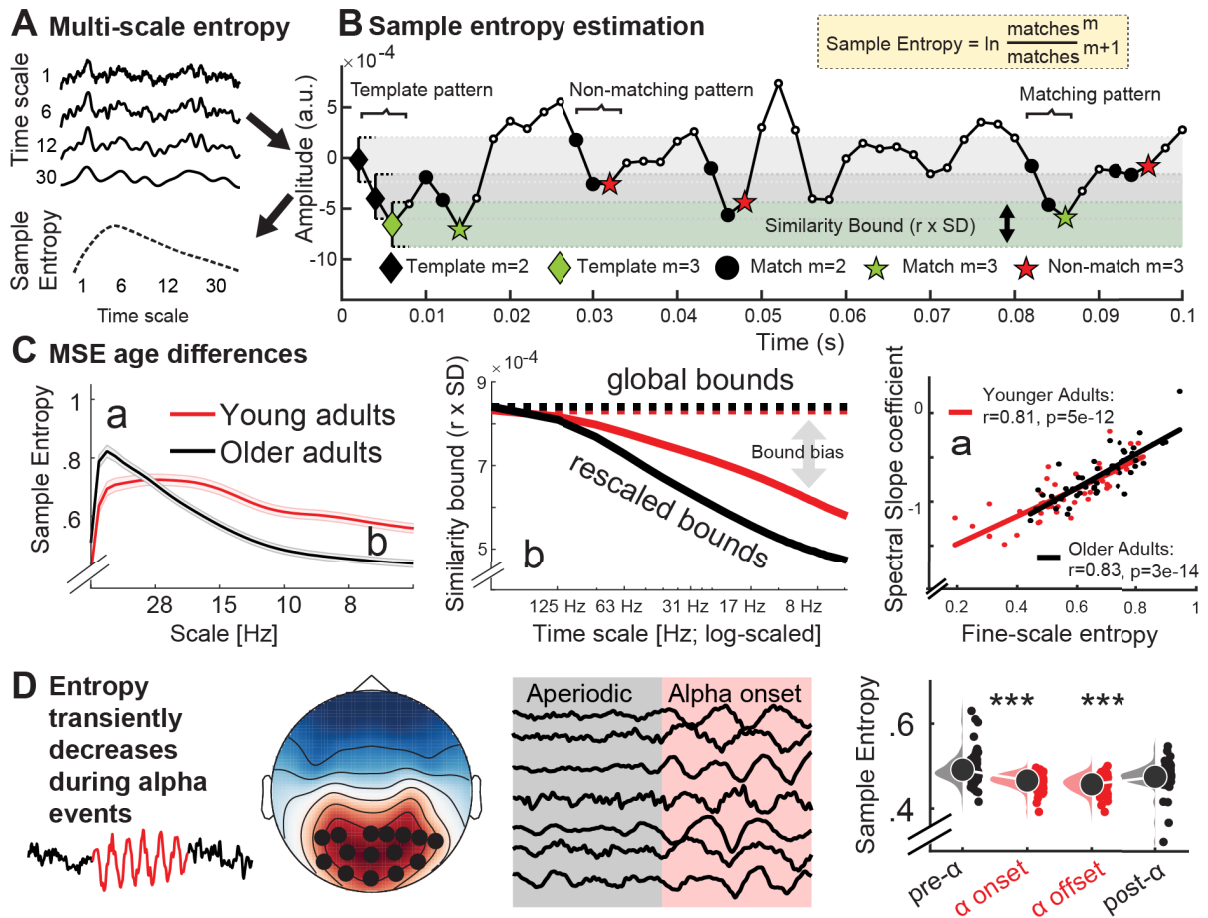 A Multi-scale entropy
Time scale
1
6
12
30
Sample
Entropy
1 6 12 30
Time scale
B Sample entropy estimation
Sample Entropy = ln matches m
matches m+1
×10-4
Amplitude (a.u.)
5
0
-5
-10
Template pattern
Non-matching pattern
Matching pattern
Similarity Bound (r x SD)
Template m=2 Template m=3 Match m=2 Match m=3 Non-match m=3
0 0.01 0.02 0.03 0.04 0.05 0.06 0.07 0.08 0.09 0.1
Time (s)
C MSE age differences
Sample Entropy
1
.8
.6
a
Young adults
Older adults
b
28 15 10 8
Scale [Hz]
Similarity bound (r x SD)
9 ×10-4
7
5
global bounds
Bound bias
rescaled bounds
b
125 Hz 63 Hz 31 Hz 17 Hz 8 Hz
Time scale [Hz; log-scaled]
Spectral Slope coefficient
0
-1
Younger Adults:
r=0.81, p=5e-12
a
Older Adults:
r=0.83, p=3e-14
0.2 0.4 0.6 0.8 1
Fine-scale entropy
D Entropy
transiently
decreases
during alpha
events
Aperiodic Alpha onset
Sample Entropy
.6
.4
*** ***
pre-α
α onset
α offset
post-α